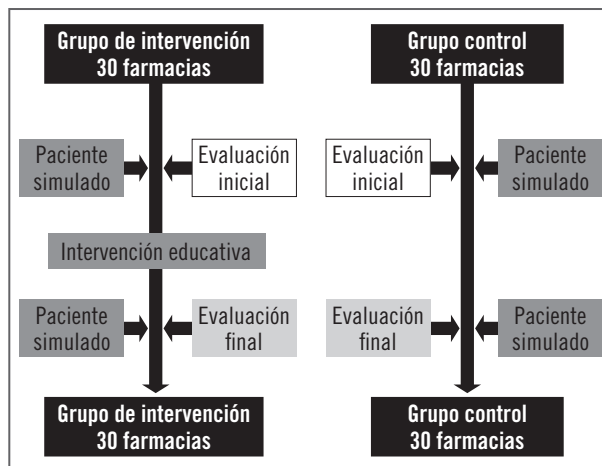 Grupo de intervención
30 farmacias
Grupo control
30 farmacias
Paciente
simulado
Evaluación
inicial
Evaluación
inicial
Paciente
simulado
Intervención educativa
Paciente
simulado
Evaluación
final
Evaluación
final
Paciente
simulado
Grupo de intervención
30 farmacias
Grupo control
30 farmacias